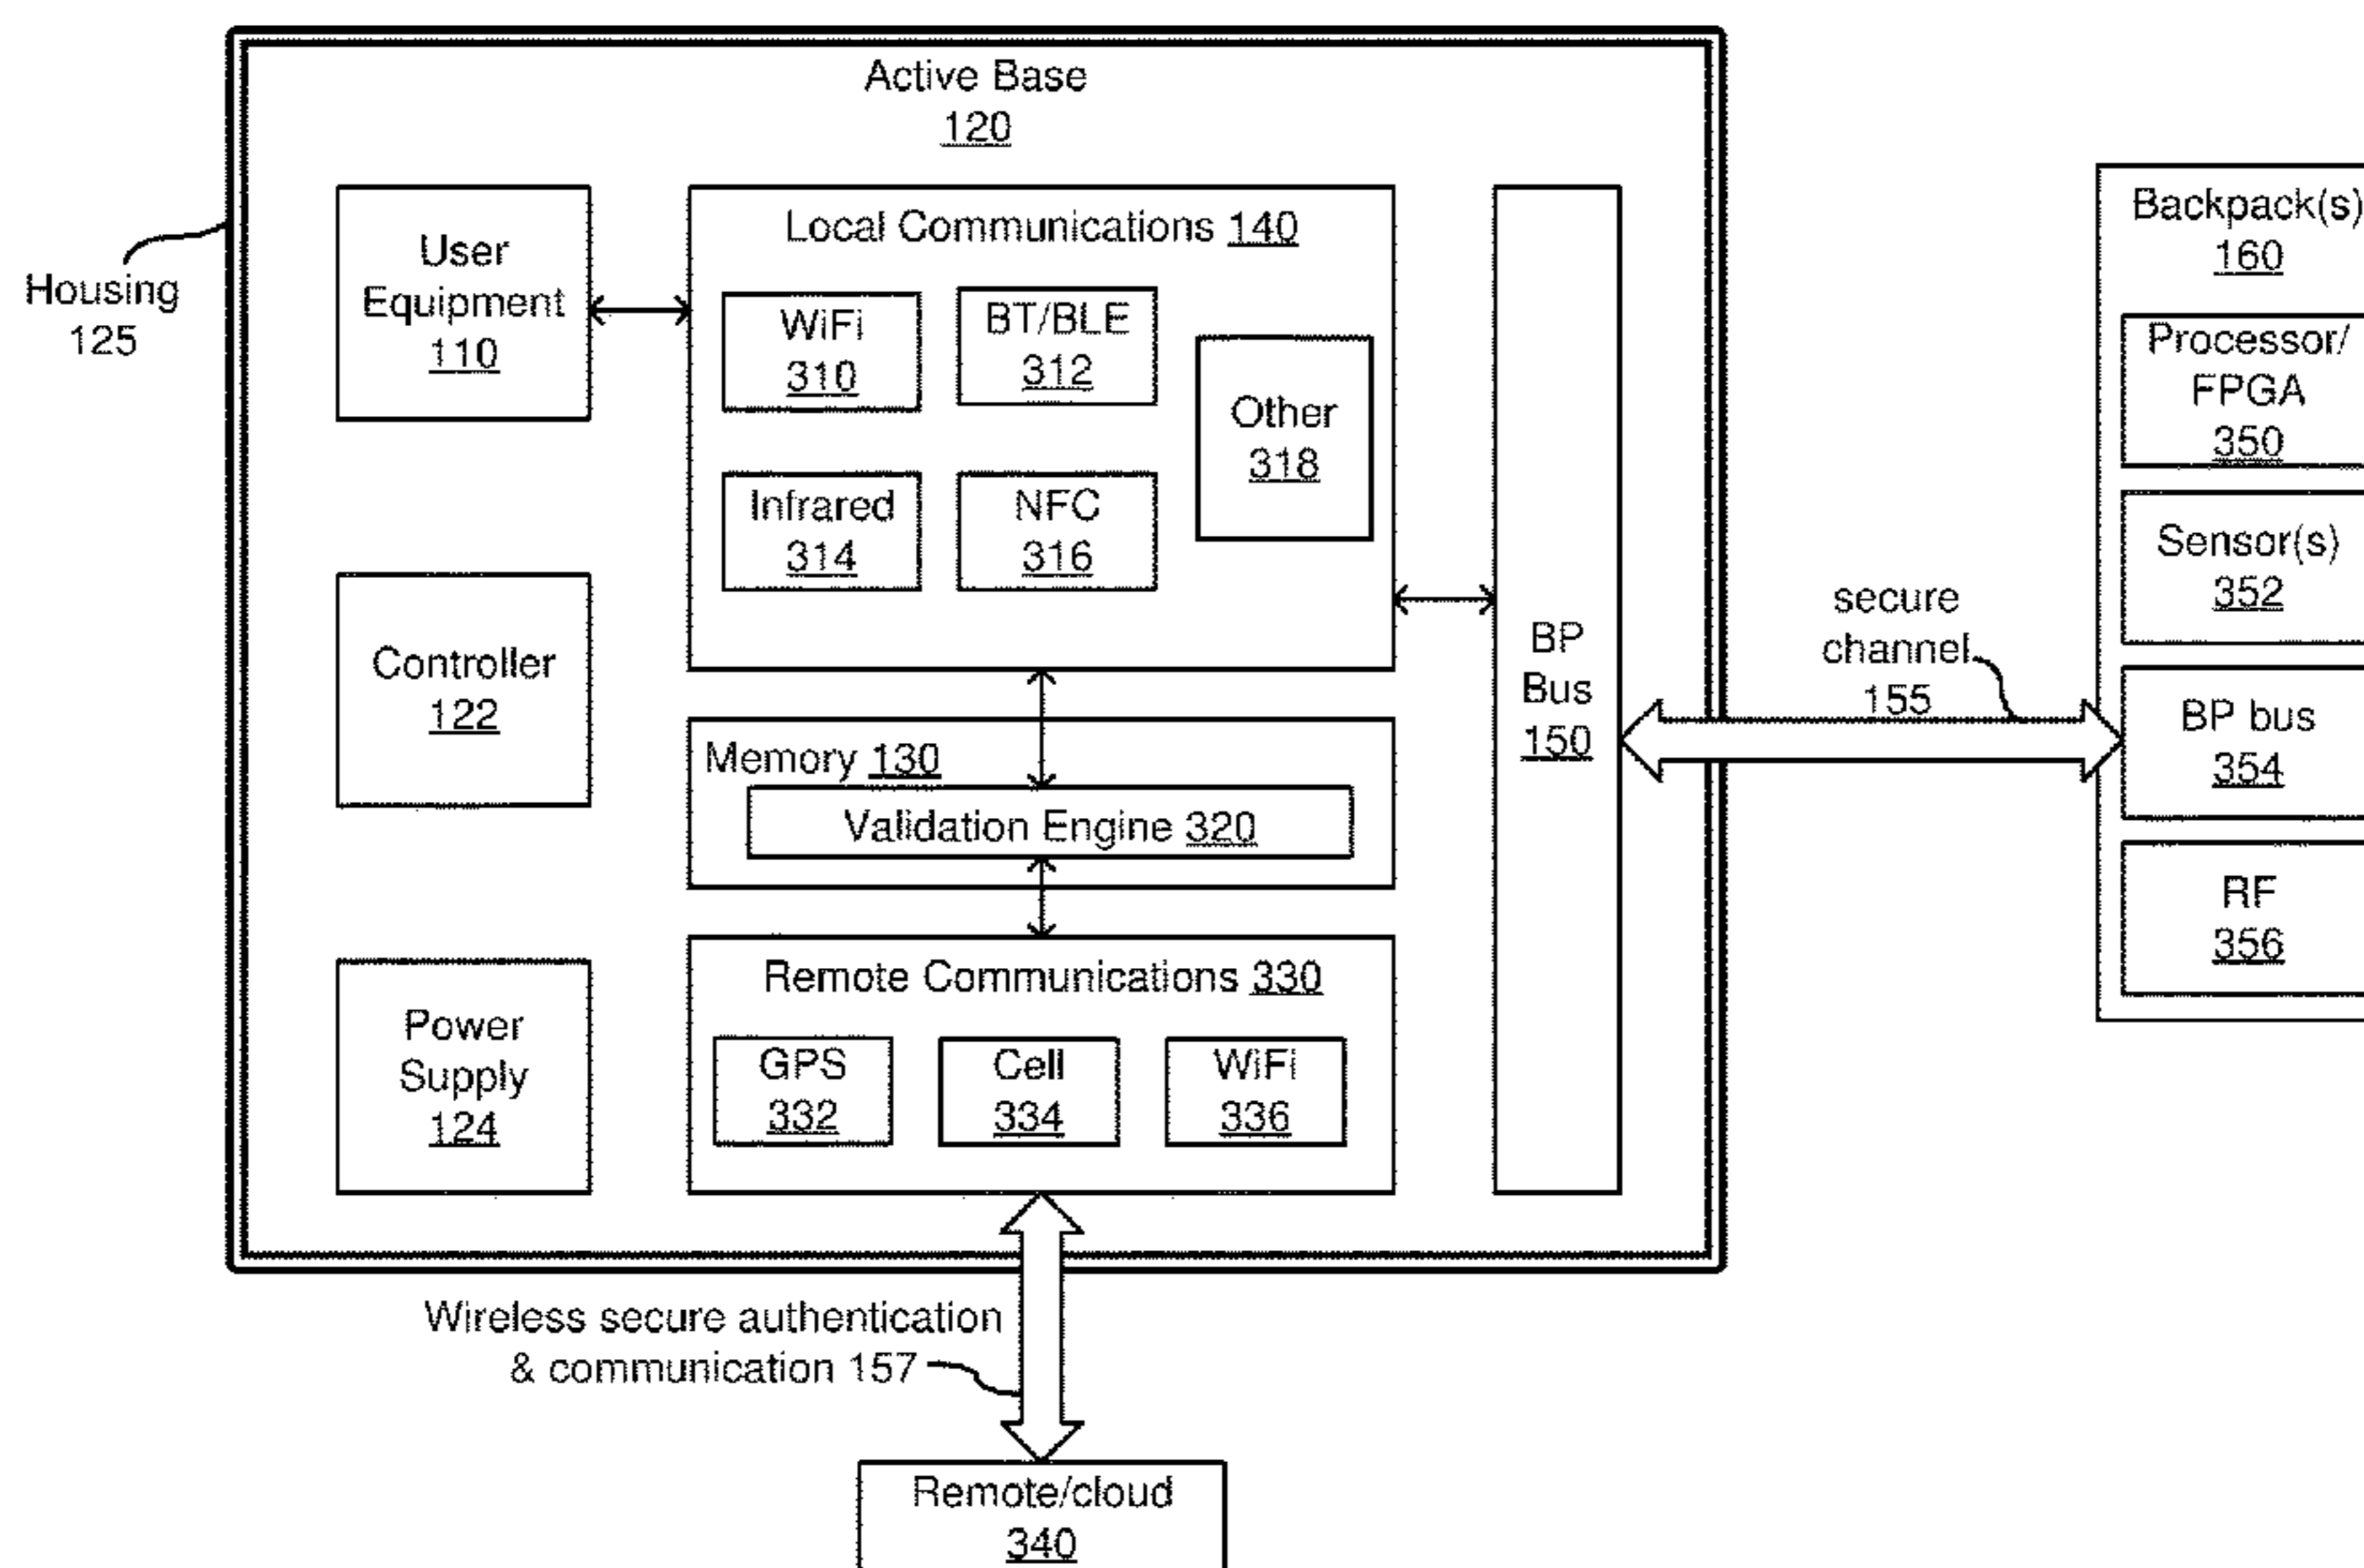 Active Base
120
Housing
125
User
Equipment
110
Local Communications 140
WiFi
310
BT/BLE
312
Other
318
Infrared
314
NFC
316
Controller
122
Memory 130
Validation Engine 320
Power
Supply
124
Remote Communications 330
GPS
332
Cell
334
WiFi
336
BP
Bus
150
secure
channel
155
Backpack(s)
160
Processor/
FPGA
350
Sensor(s)
352
BP bus
354
RF
356
Wireless secure authentication
& communication 157
Remote/cloud
340